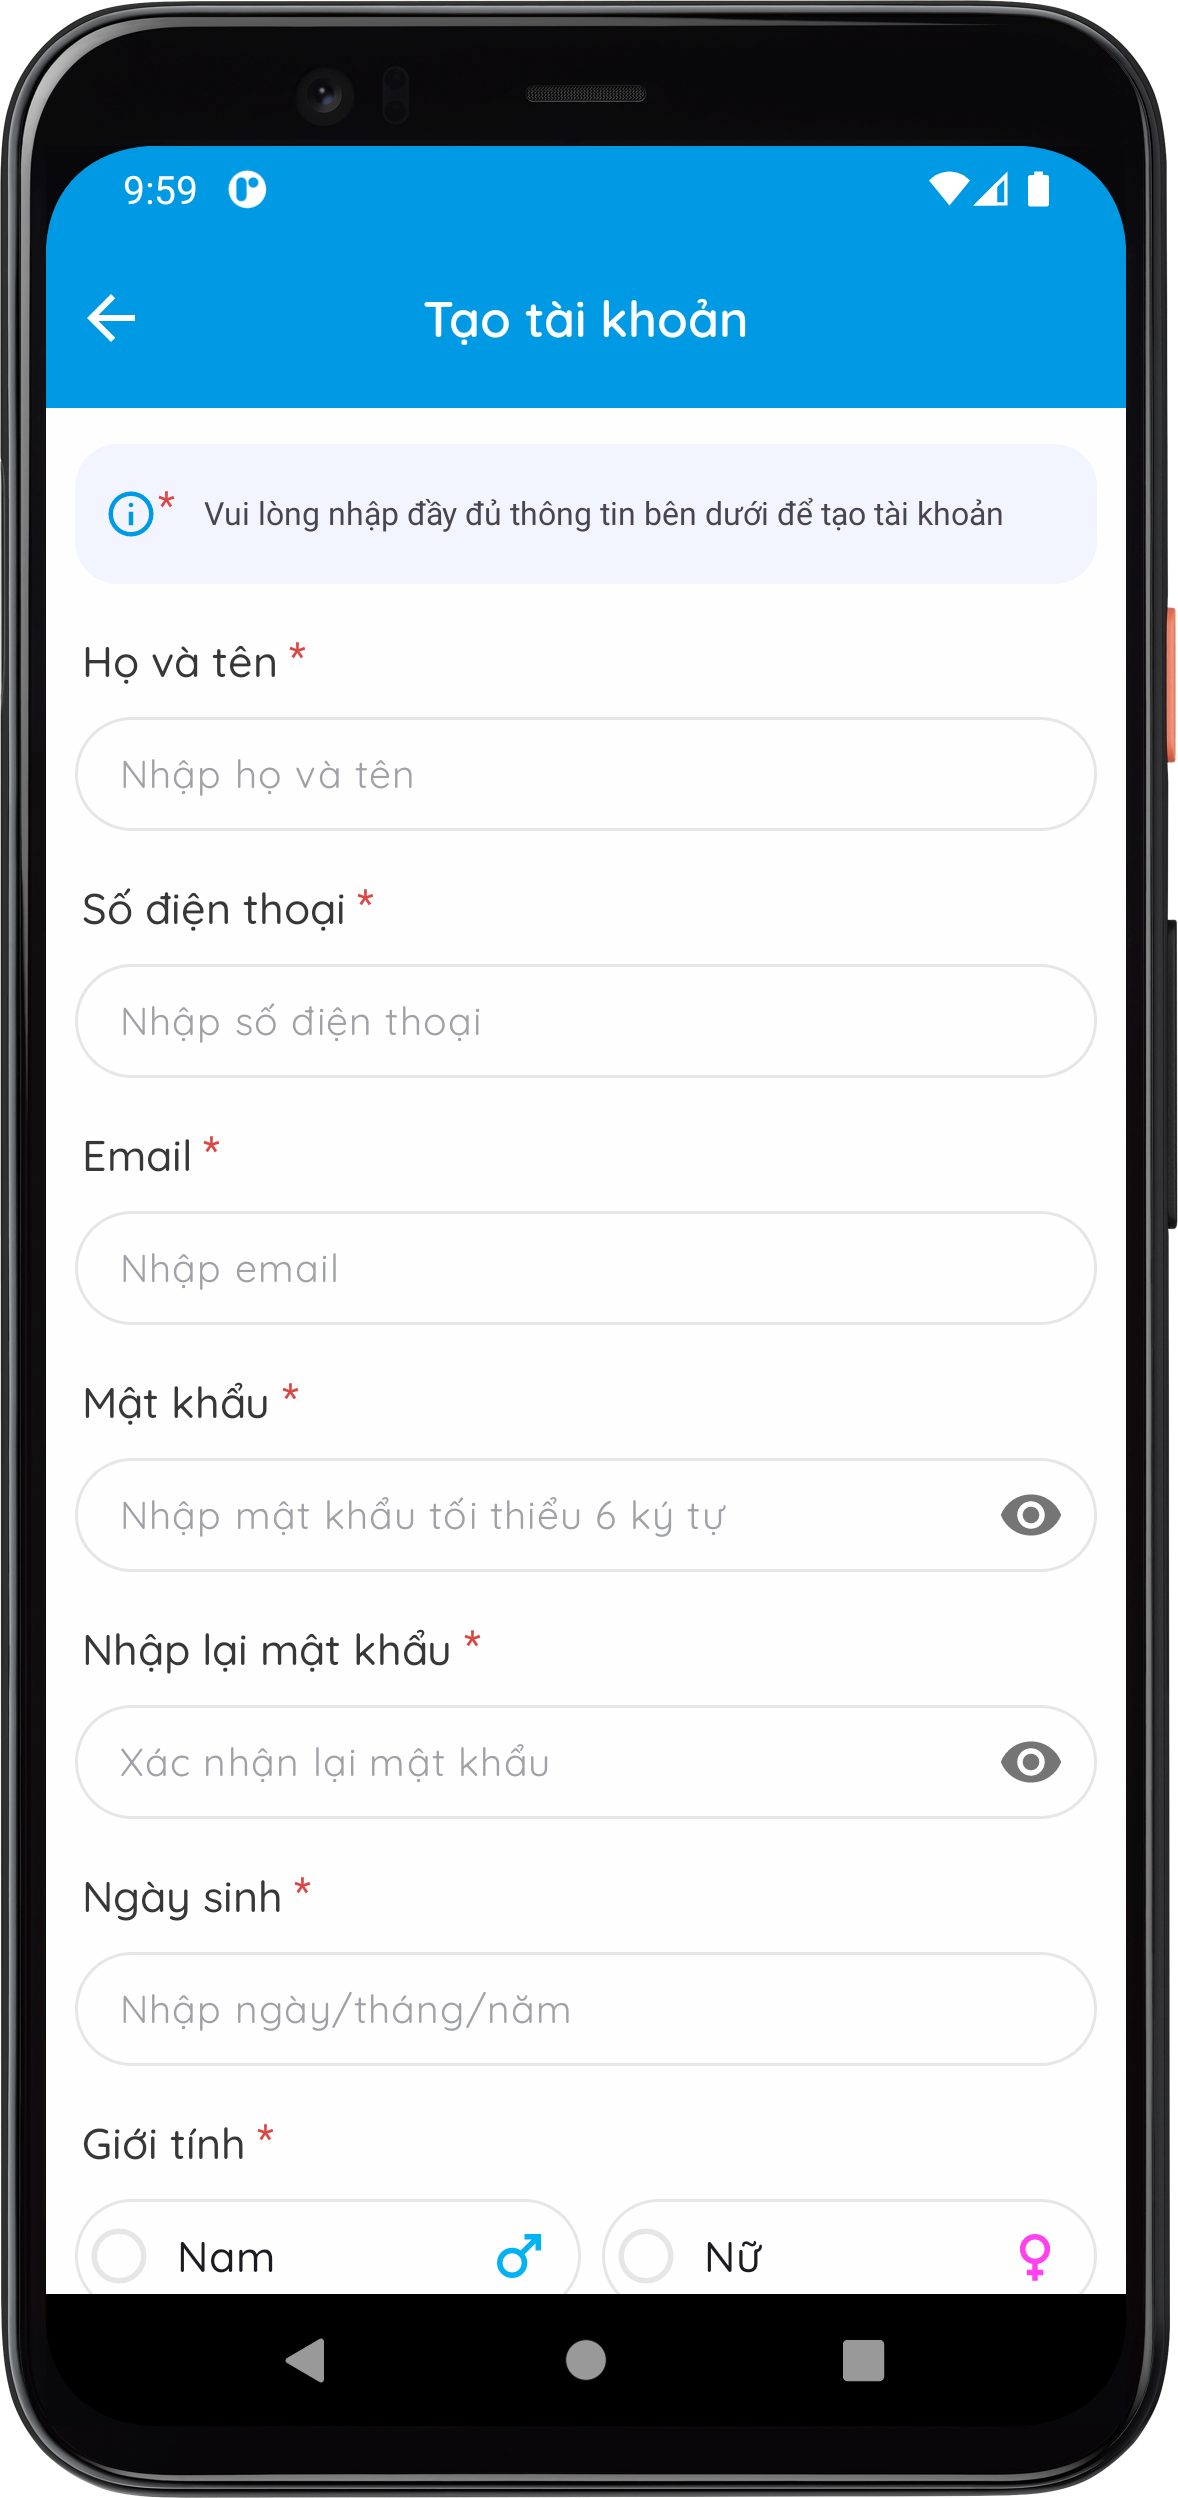 9:59
Tạo tài khoản
* Vui lòng nhập đầy đủ thông tin bên dưới để tạo tài khoản
Họ và tên *
Nhập họ và tên
Số điện thoại *
Nhập số điện thoại
Email *
Nhập email
Mật khẩu *
Nhập mật khẩu tối thiểu 6 ký tự
Nhập lại mật khẩu *
Xác nhận lại mật khẩu
Ngày sinh *
Nhập ngày/tháng/năm
Giới tính *
Nam
Nữ